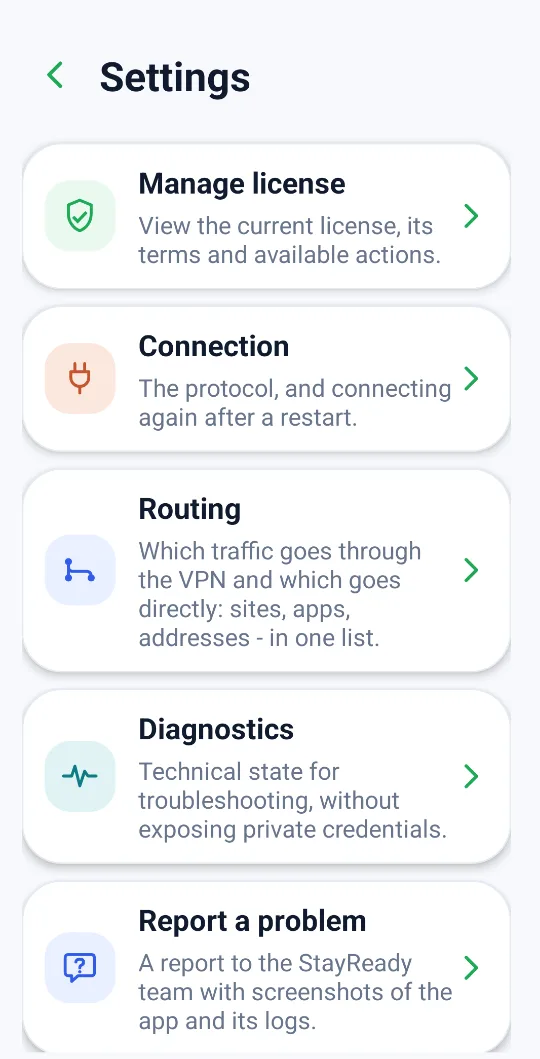 Settings
Manage license
View the current license, its
terms and available actions.
Connection
The protocol, and connecting
again after a restart.
Routing
Which traffic goes through
the VPN and which goes
directly: sites, apps,
addresses - in one list.
Diagnostics
Technical state for
troubleshooting, without
exposing private credentials.
Report a problem
A report to the StayReady
team with screenshots of the
app and its logs.